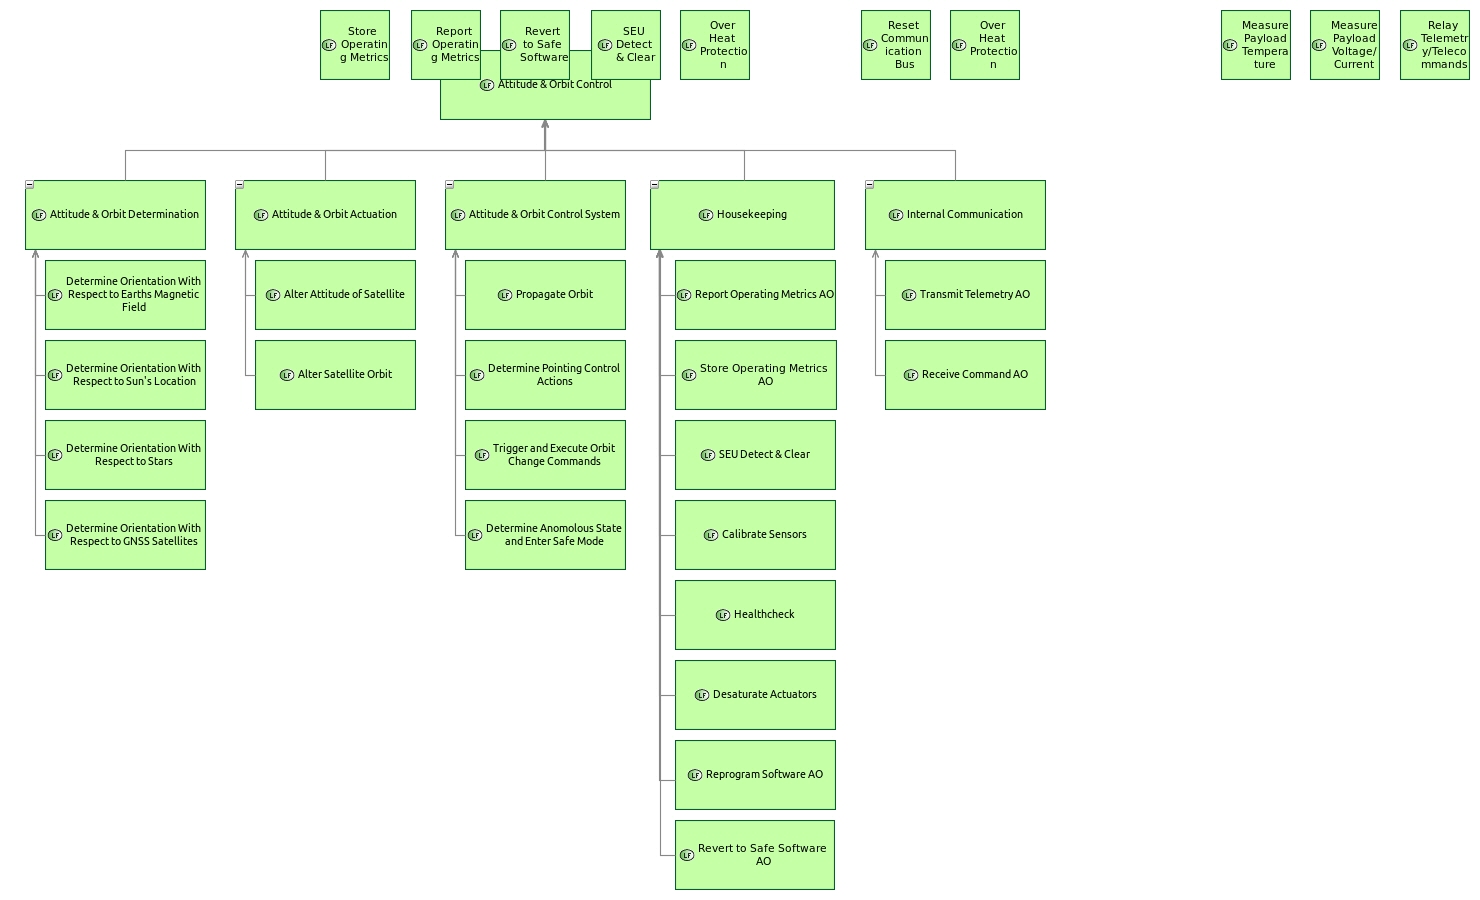 Store
Operatin
g Metrics
Report
Operatin
g Metrics
Revert
to Safe
Software
SEU
Detect
& Clear
Over
Heat
Protectio
n
Reset
Commun
ication
Bus
Over
Heat
Protectio
n
Measure
Payload
Tempera
ture
Measure
Payload
Voltage/
Current
Relay
Telemetr
y/Teleco
mmands
LF
LF
LF
LF
LF
LF
LF
LF
LF
LF
LF Attitude & Orbit Control
LF Attitude & Orbit Determination
LF Attitude & Orbit Actuation
LF Attitude & Orbit Control System
LF Housekeeping
LF Internal Communication
LF Determine Orientation With
Respect to Earths Magnetic
Field
LF Determine Orientation With
Respect to Sun's Location
LF Determine Orientation With
Respect to Stars
LF Determine Orientation With
Respect to GNSS Satellites
LF Alter Attitude of Satellite
LF Alter Satellite Orbit
LF Propagate Orbit
LF Determine Pointing Control
Actions
LF Trigger and Execute Orbit
Change Commands
LF Determine Anomolous State
and Enter Safe Mode
LF Report Operating Metrics AO
LF Store Operating Metrics
AO
LF SEU Detect & Clear
LF Calibrate Sensors
LF Healthcheck
LF Desaturate Actuators
LF Reprogram Software AO
LF Revert to Safe Software
AO
LF Transmit Telemetry AO
LF Receive Command AO